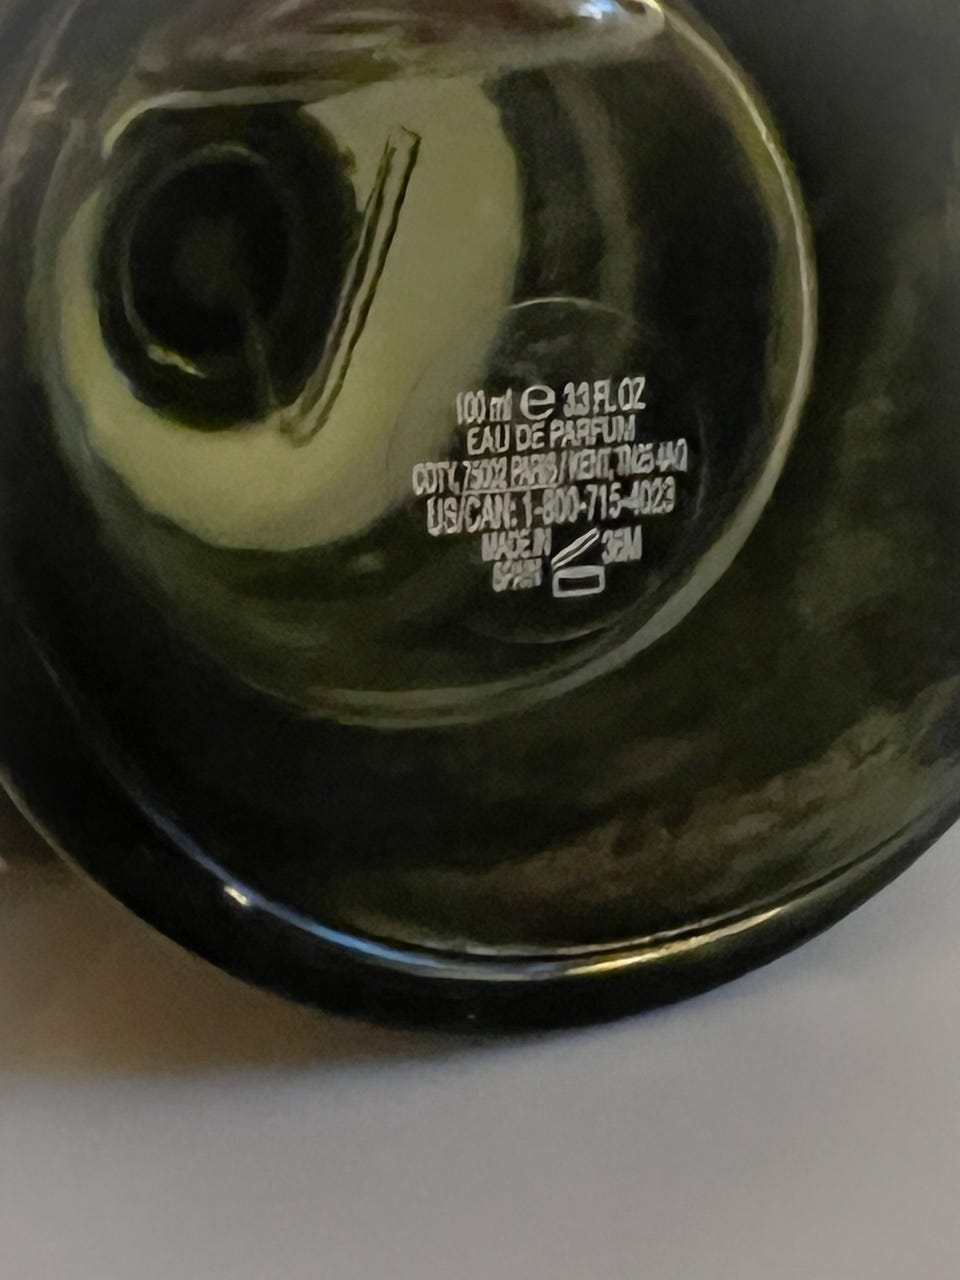 100 ml e 3.3 FL. OZ
EAU DE PARFUM
COTY, 75002 PARIS / KENT, TN25 4AQ
US/CAN: 1-800-715-4023
MADE IN 36M
SPAIN